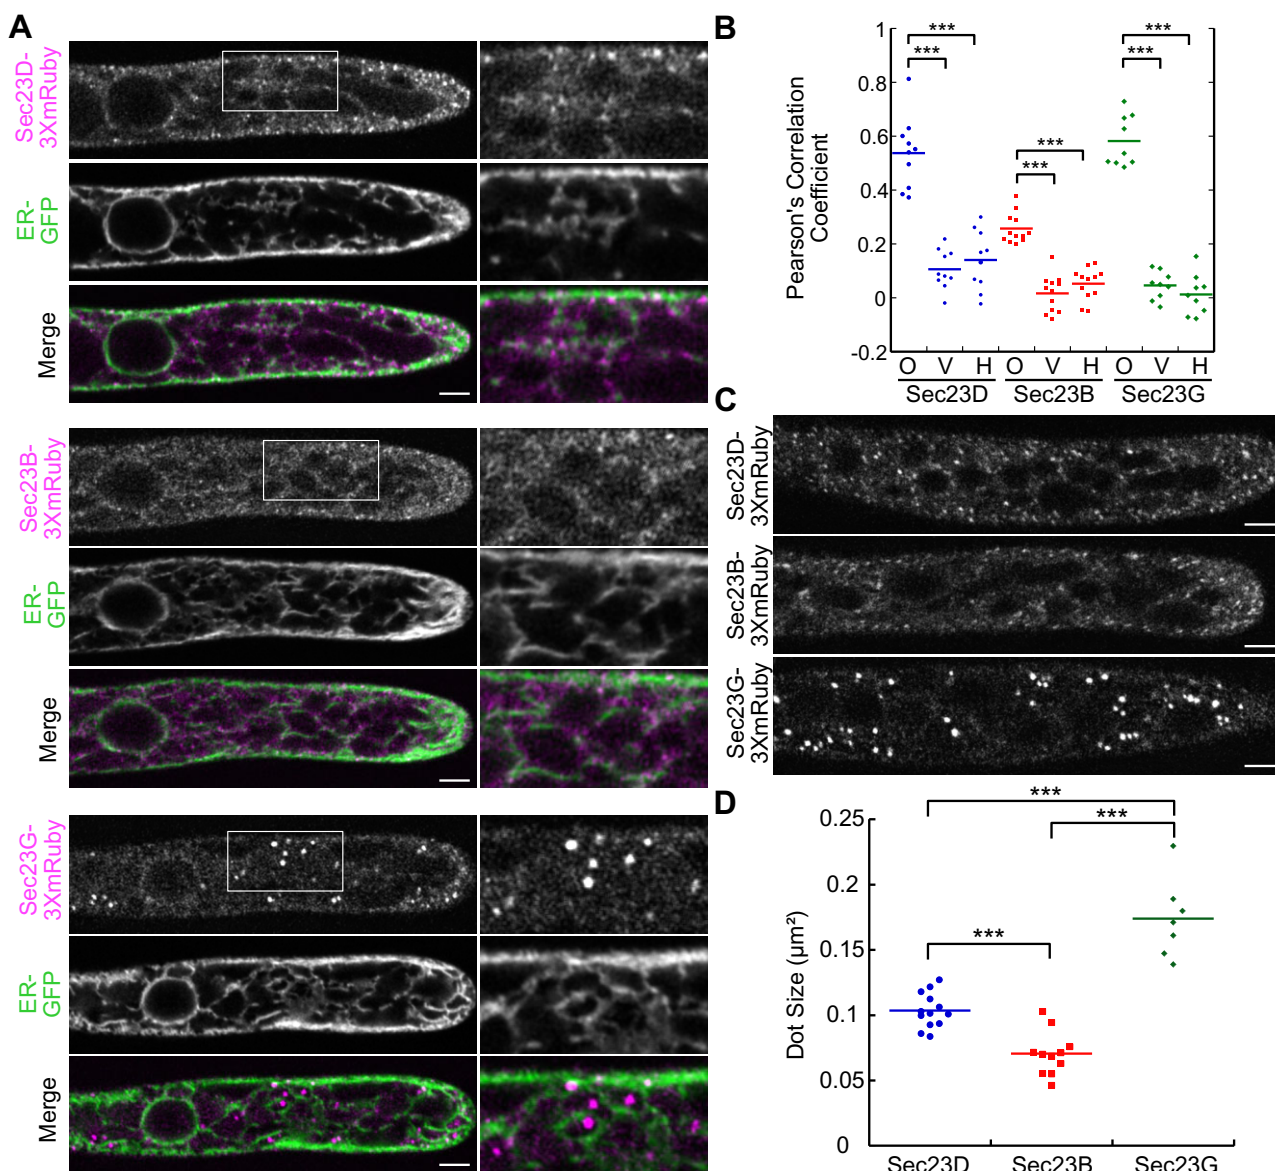 A
Sec23D-
3XmRuby
ER-
GFP
Merge
Sec23B-
3XmRuby
ER-
GFP
Merge
Sec23G-
3XmRuby
ER-
GFP
Merge
B
Pearson's Correlation
Coefficient
1
0.8
0.6
0.4
0.2
0
-0.2
*** *** *** *** *** ***
O V H O V H O V H
Sec23D Sec23B Sec23G
C
Sec23D-
3XmRuby
Sec23B-
3XmRuby
Sec23G-
3XmRuby
D
Dot Size (µm²)
0.25
0.2
0.15
0.1
0.05
0
***
***
***
Sec23D Sec23B Sec23G